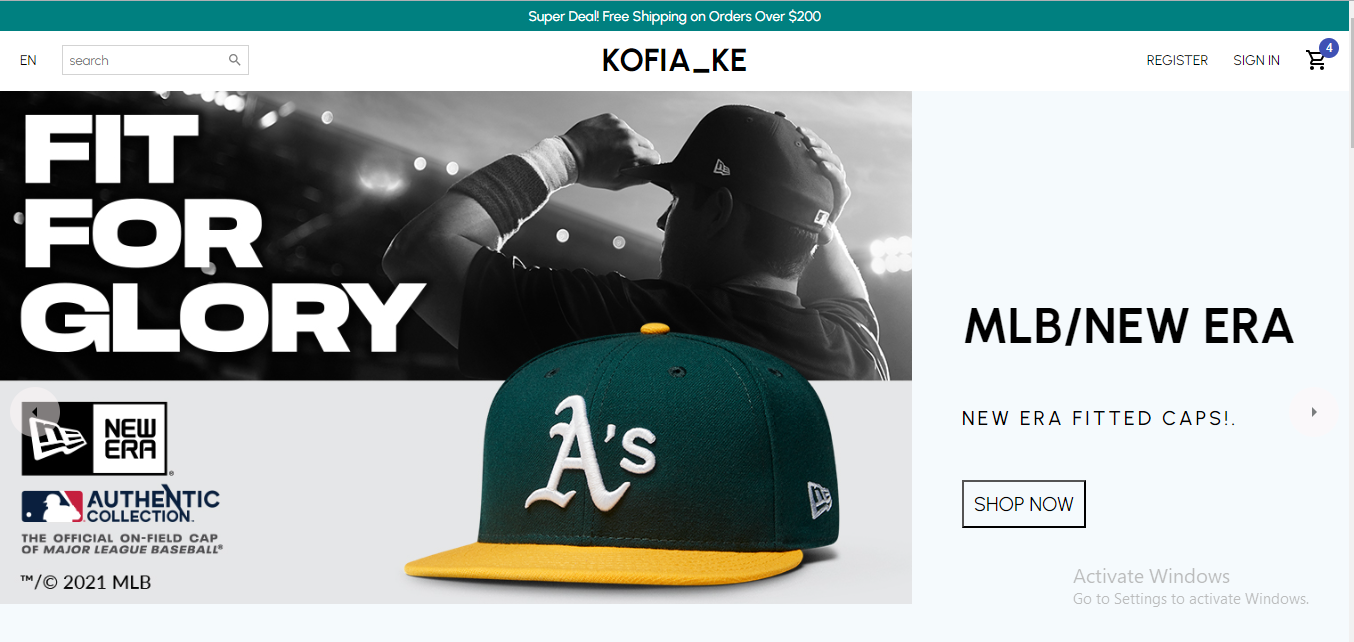 Super Deal! Free Shipping on Orders Over $200
EN
search
KOFIA_KE
REGISTER
SIGN IN
4
FIT
FOR
GLORY
NEW
ERA
®
AUTHENTIC
COLLECTION™
THE OFFICIAL ON-FIELD CAP
OF MAJOR LEAGUE BASEBALL®
™/© 2021 MLB
A's
MLB/NEW ERA
NEW ERA FITTED CAPS!.
SHOP NOW
Activate Windows
Go to Settings to activate Windows.